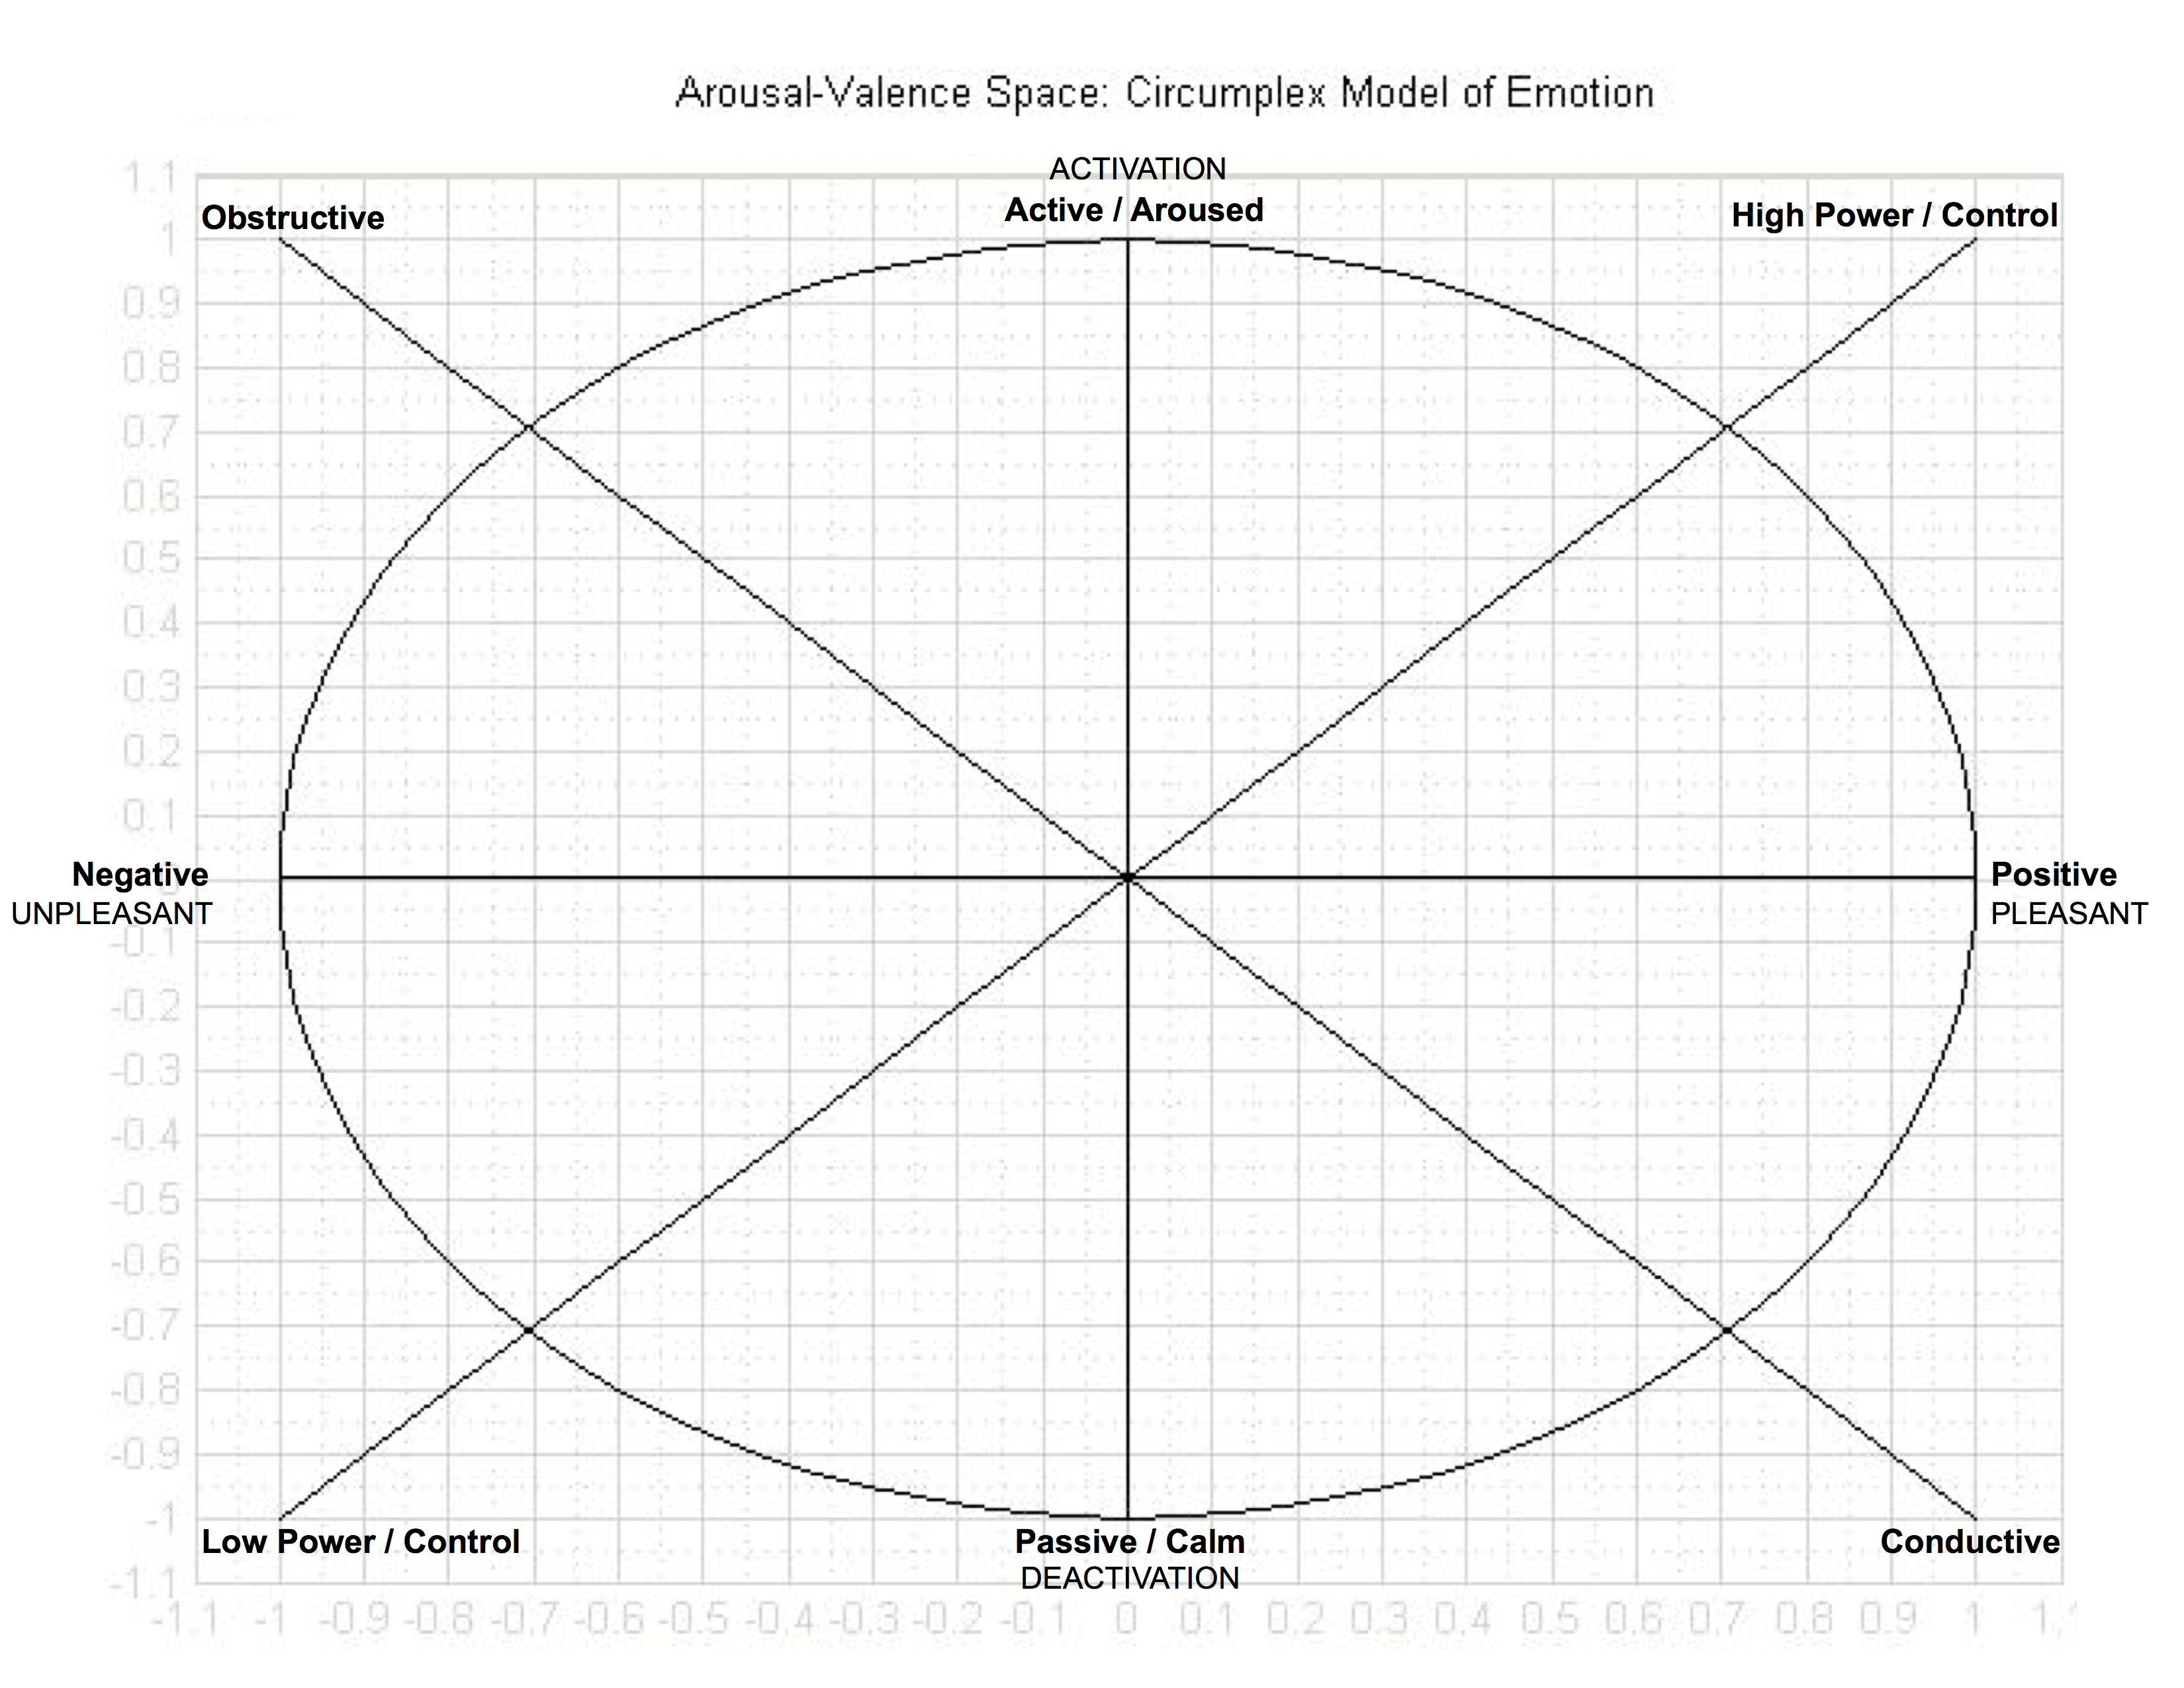 Arousal-Valence Space: Circumplex Model of Emotion
ACTIVATION
1.1
Obstructive
Active / Aroused
High Power / Control
1
0.9
0.8
0.7
0.6
0.5
0.4
0.3
0.2
0.1
Negative
Positive
UNPLEASANT
PLEASANT
-0.1
-0.2
-0.3
-0.4
-0.5
-0.6
-0.7
-0.8
-0.9
-1
Low Power / Control
Passive / Calm
Conductive
DEACTIVATION
-1.1
-1.1 -1 -0.9 -0.8 -0.7 -0.6 -0.5 -0.4 -0.3 -0.2 -0.1 0 0.1 0.2 0.3 0.4 0.5 0.6 0.7 0.8 0.9 1